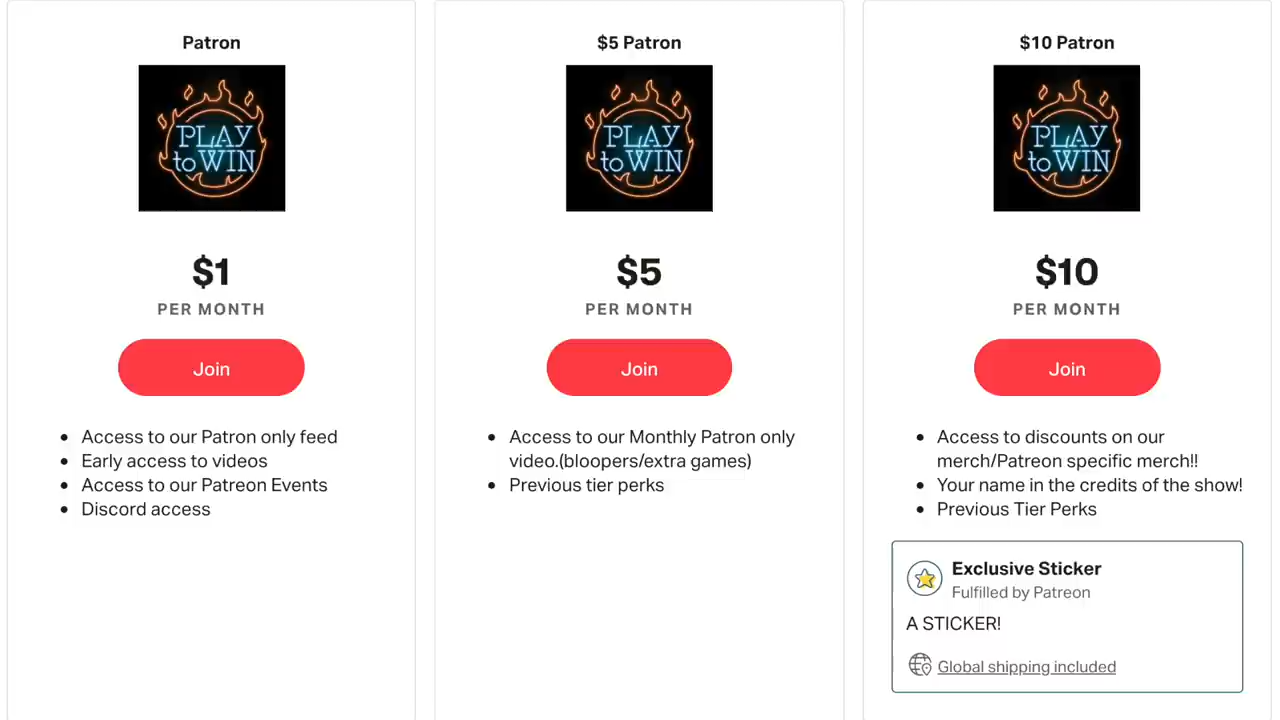 Patron
PLAY
to WIN
$1
PER MONTH
Join
Access to our Patron only feed
Early access to videos
Access to our Patreon Events
Discord access
$5 Patron
PLAY
to WIN
$5
PER MONTH
Join
Access to our Monthly Patron only
video.(bloopers/extra games)
Previous tier perks
$10 Patron
PLAY
to WIN
$10
PER MONTH
Join
Access to discounts on our
merch/Patreon specific merch!!
Your name in the credits of the show!
Previous Tier Perks
Exclusive Sticker
Fulfilled by Patreon
A STICKER!
Global shipping included